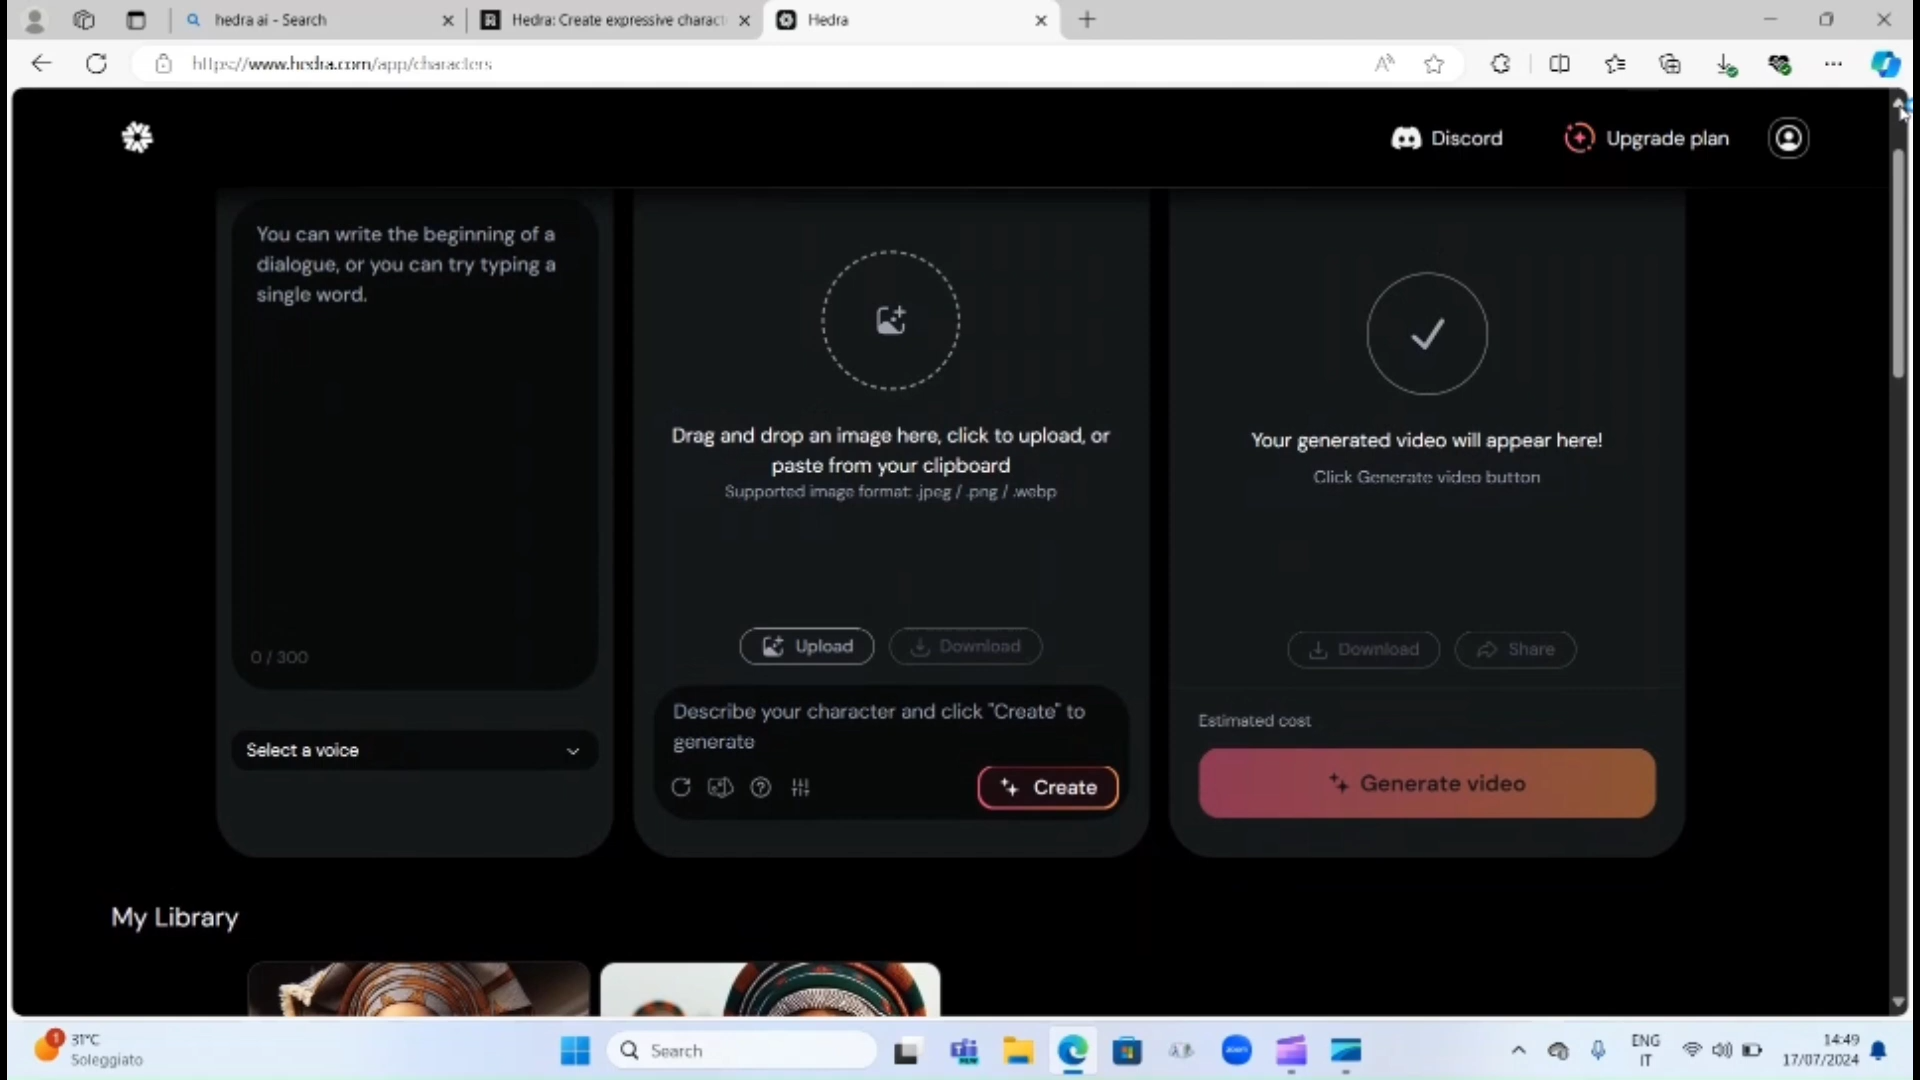 hedra ai - Search
Hedra: Create expressive charact
Hedra
https://www.hedra.com/app/characters
Discord
Upgrade plan
You can write the beginning of a
dialogue, or you can try typing a
single word.
0 / 300
Select a voice
Drag and drop an image here, click to upload, or
paste from your clipboard
Supported image format: .jpeg / .png / .webp
Upload
Download
Describe your character and click "Create" to
generate
Create
Your generated video will appear here!
Click Generate video button
Download
Share
Estimated cost
Generate video
My Library
1
31°C
Soleggiato
Search
zoom
ENG
IT
14:49
17/07/2024